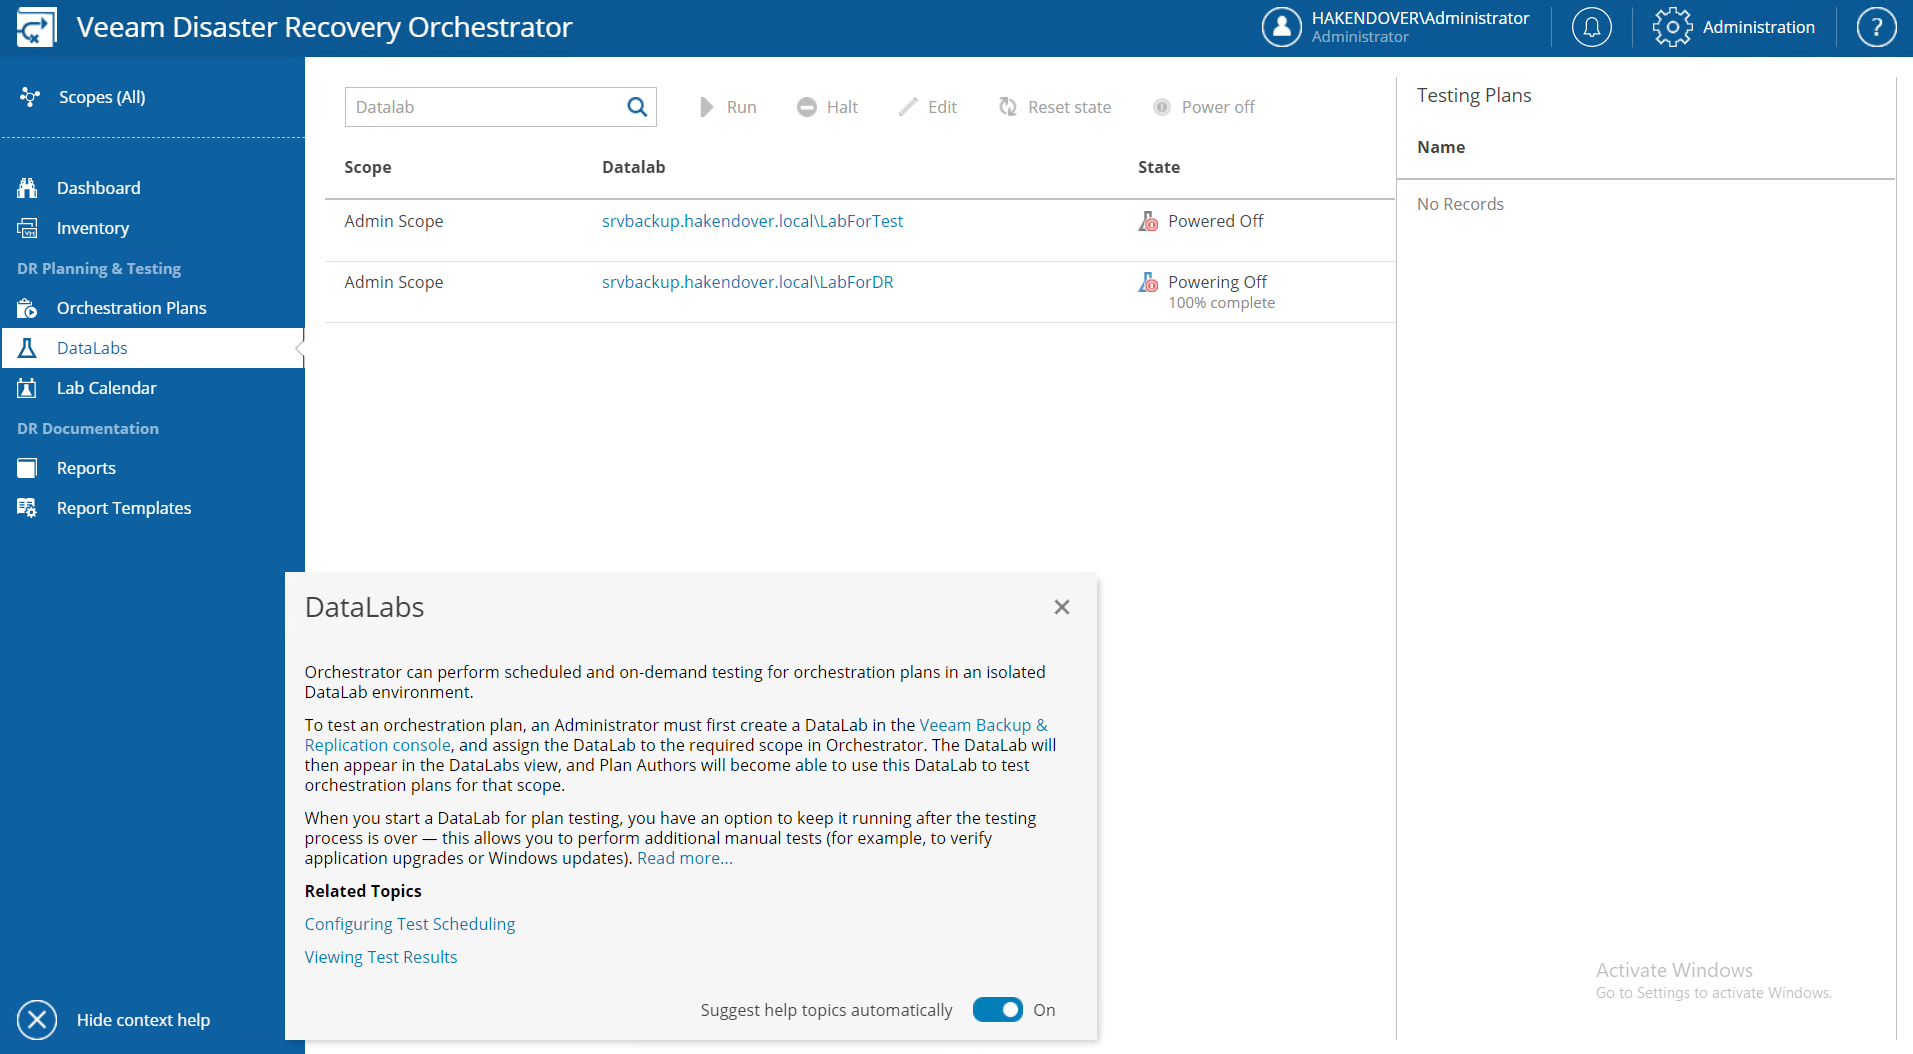 Veeam Disaster Recovery Orchestrator
HAKENDOVER\Administrator
Administrator
Administration
?
Scopes (All)
Dashboard
Inventory
DR Planning & Testing
Orchestration Plans
DataLabs
Lab Calendar
DR Documentation
Reports
Report Templates
Hide context help
Datalab
Run
Halt
Edit
Reset state
Power off
Scope
Datalab
State
Admin Scope
srvbackup.hakendover.local\LabForTest
Powered Off
Admin Scope
srvbackup.hakendover.local\LabForDR
Powering Off
100% complete
Testing Plans
Name
No Records
DataLabs
Orchestrator can perform scheduled and on-demand testing for orchestration plans in an isolated
DataLab environment.
To test an orchestration plan, an Administrator must first create a DataLab in the Veeam Backup &
Replication console, and assign the DataLab to the required scope in Orchestrator. The DataLab will
then appear in the DataLabs view, and Plan Authors will become able to use this DataLab to test
orchestration plans for that scope.
When you start a DataLab for plan testing, you have an option to keep it running after the testing
process is over — this allows you to perform additional manual tests (for example, to verify
application upgrades or Windows updates). Read more...
Related Topics
Configuring Test Scheduling
Viewing Test Results
Suggest help topics automatically
On
Activate Windows
Go to Settings to activate Windows.